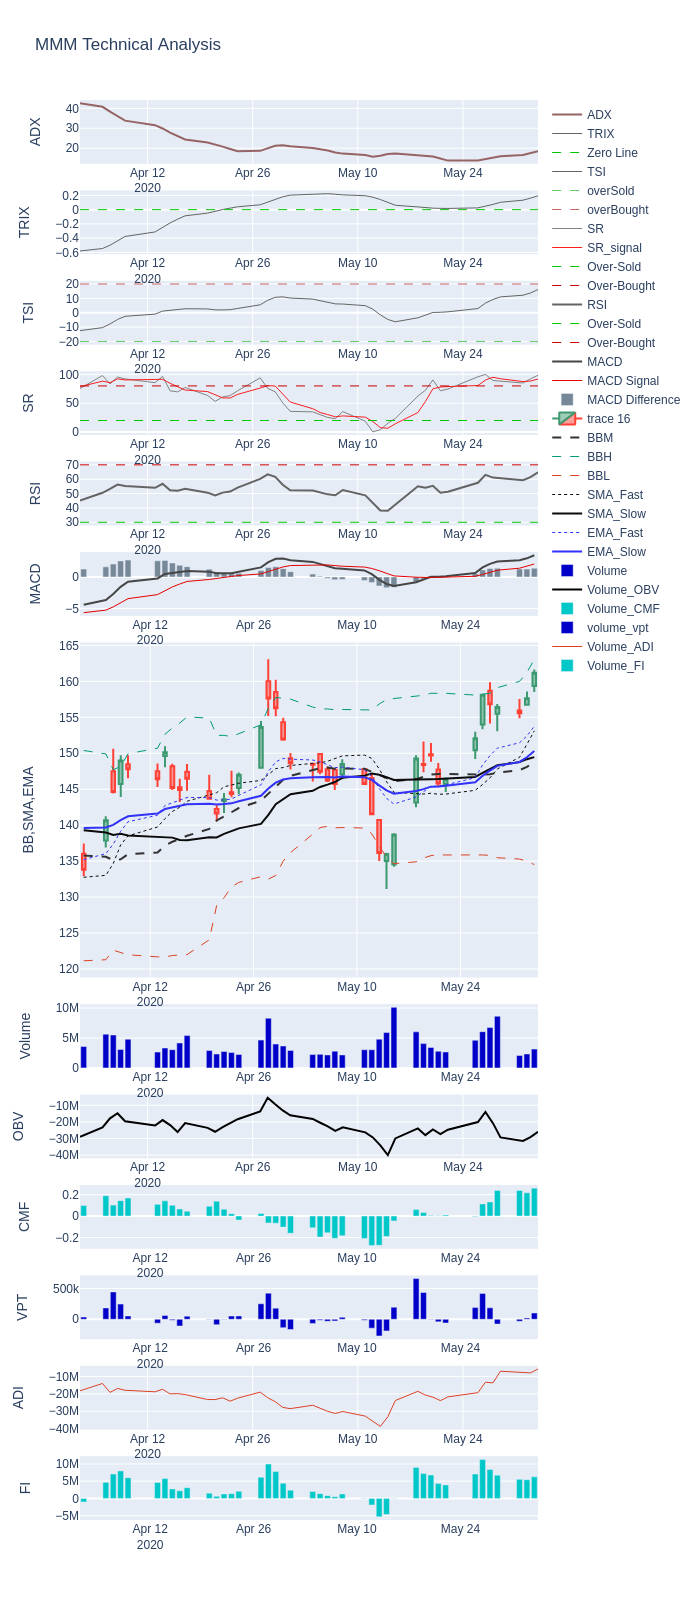 MMM Technical Analysis
ADX
40
30
20
Apr 12
2020
Apr 26
May 10
May 24
TRIX
0.2
0
−0.2
−0.4
−0.6
Apr 12
2020
Apr 26
May 10
May 24
TSI
20
10
0
−10
−20
Apr 12
2020
Apr 26
May 10
May 24
SR
100
50
0
Apr 12
2020
Apr 26
May 10
May 24
RSI
70
60
50
40
30
Apr 12
2020
Apr 26
May 10
May 24
MACD
0
−5
Apr 12
2020
Apr 26
May 10
May 24
BB,SMA,EMA
165
160
155
150
145
140
135
130
125
120
Apr 12
2020
Apr 26
May 10
May 24
Volume
10M
5M
0
Apr 12
2020
Apr 26
May 10
May 24
OBV
−10M
−20M
−30M
−40M
Apr 12
2020
Apr 26
May 10
May 24
CMF
0.2
0
−0.2
Apr 12
2020
Apr 26
May 10
May 24
VPT
500k
0
Apr 12
2020
Apr 26
May 10
May 24
ADI
−10M
−20M
−30M
−40M
Apr 12
2020
Apr 26
May 10
May 24
FI
10M
5M
0
−5M
Apr 12
2020
Apr 26
May 10
May 24
ADX
TRIX
Zero Line
TSI
overSold
overBought
SR
SR_signal
Over-Sold
Over-Bought
RSI
Over-Sold
Over-Bought
MACD
MACD Signal
MACD Difference
trace 16
BBM
BBH
BBL
SMA_Fast
SMA_Slow
EMA_Fast
EMA_Slow
Volume
Volume_OBV
Volume_CMF
volume_vpt
Volume_ADI
Volume_FI